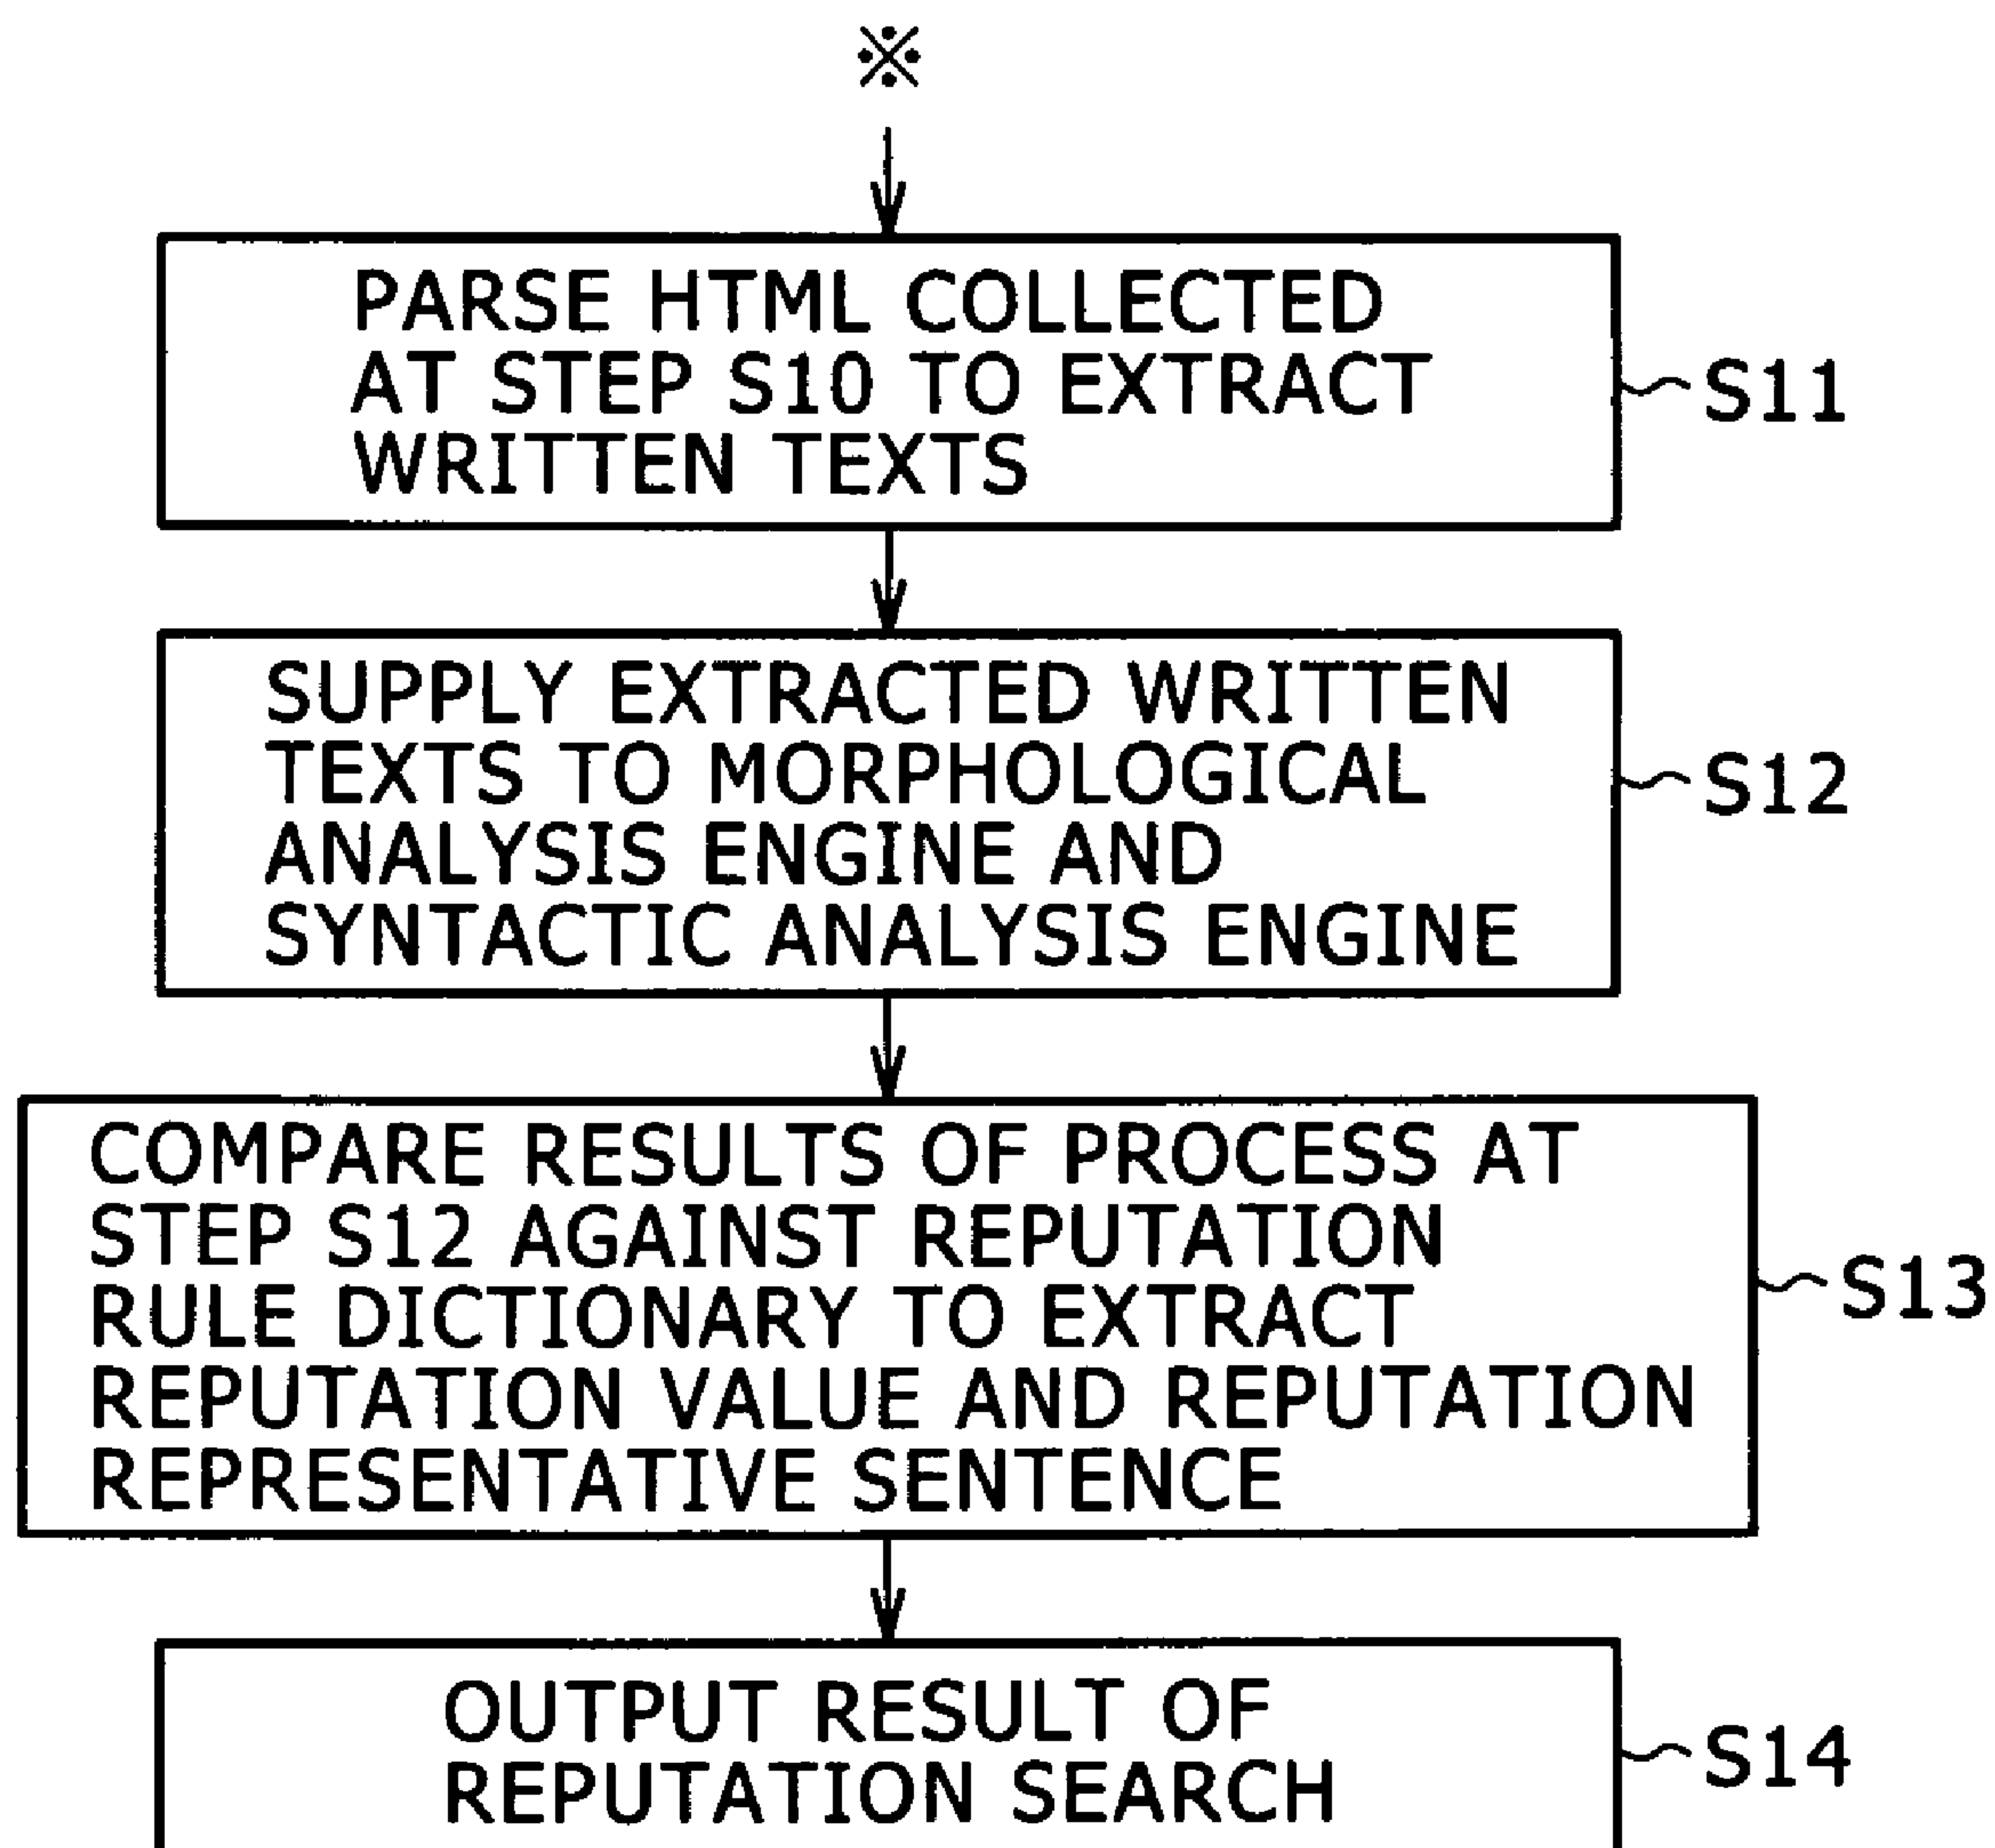 ※
PARSE HTML COLLECTED
AT STEP S10 TO EXTRACT
WRITTEN TEXTS
S11
SUPPLY EXTRACTED WRITTEN
TEXTS TO MORPHOLOGICAL
ANALYSIS ENGINE AND
SYNTACTIC ANALYSIS ENGINE
S12
COMPARE RESULTS OF PROCESS AT
STEP S12 AGAINST REPUTATION
RULE DICTIONARY TO EXTRACT
REPUTATION VALUE AND REPUTATION
REPRESENTATIVE SENTENCE
S13
OUTPUT RESULT OF
REPUTATION SEARCH
S14